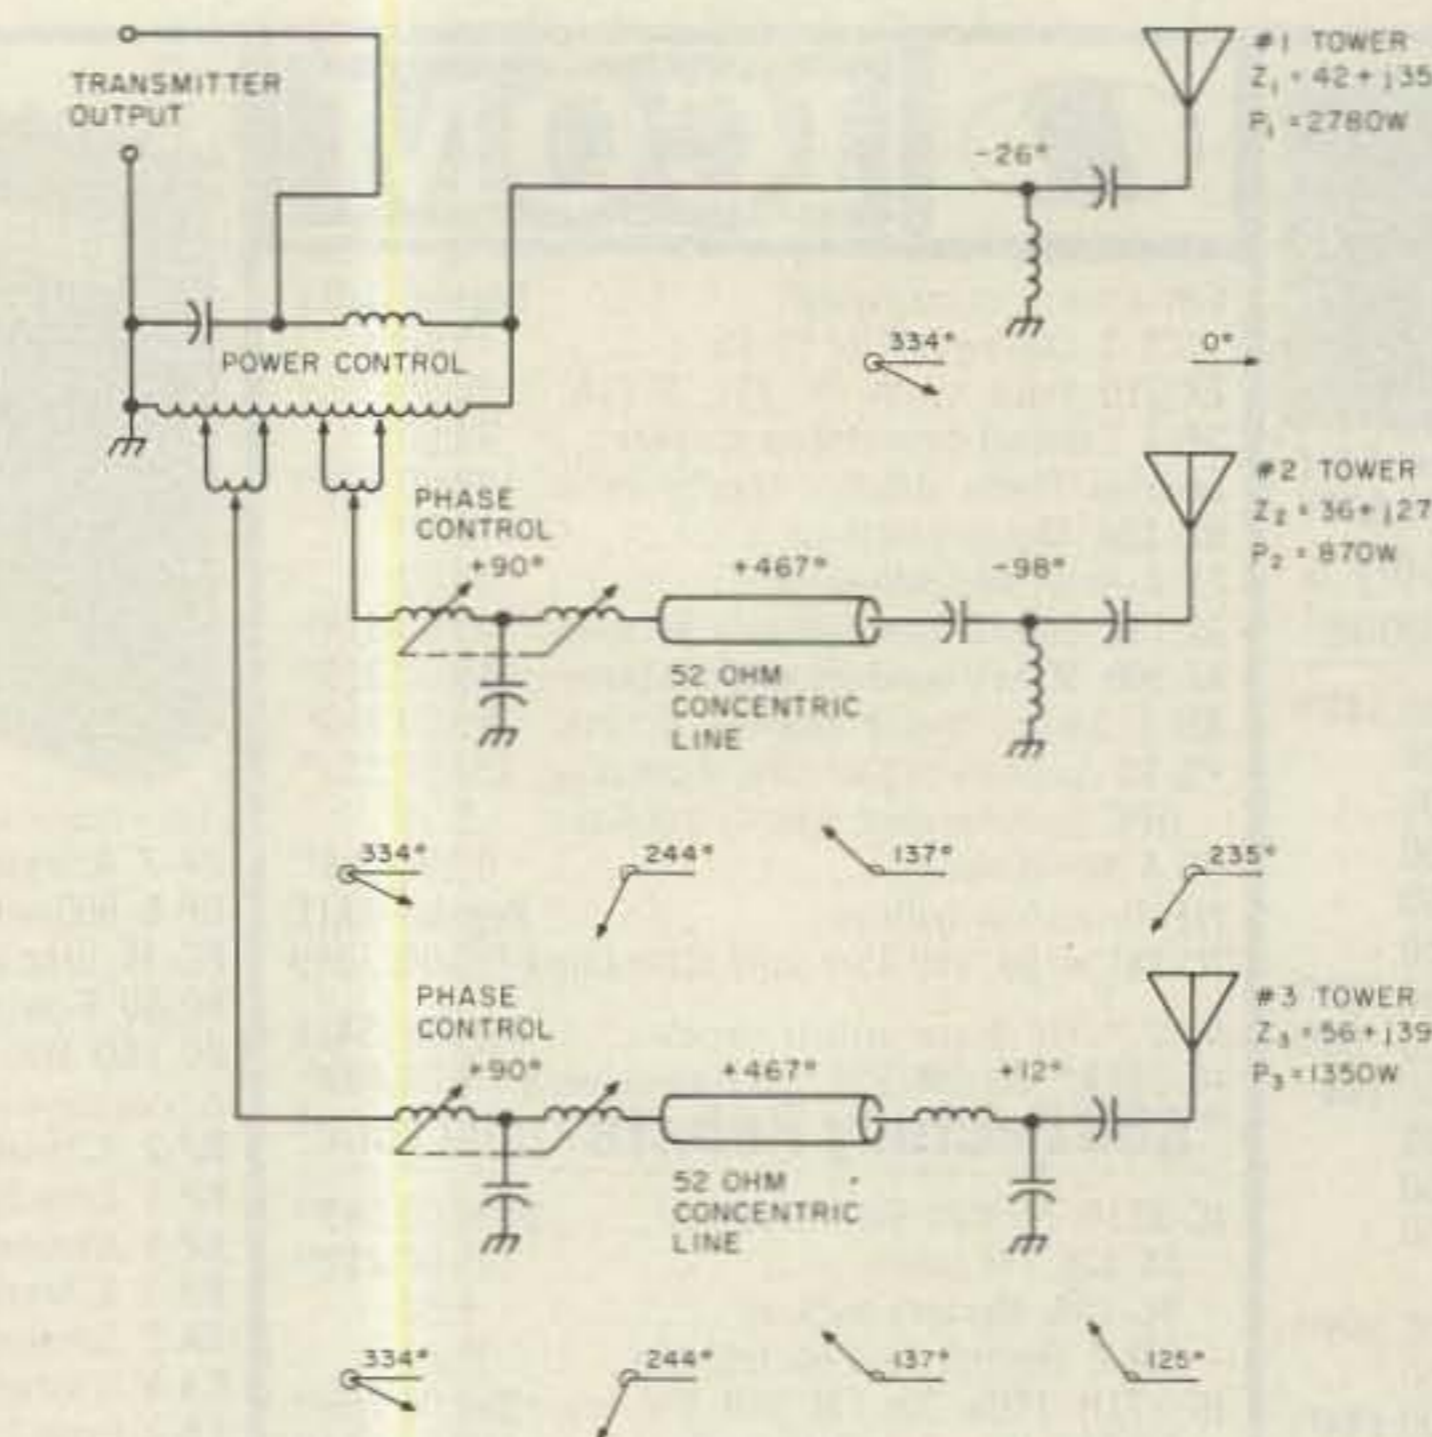 TRANSMITTER
OUTPUT
#1 TOWER
Z₁ = 42 + j35
P₁ = 2780W
-26°
POWER CONTROL
334°
0°
#2 TOWER
Z₂ = 36 + j27
P₂ = 870W
PHASE
CONTROL
+90°
+467°
-98°
52 OHM
CONCENTRIC
LINE
334°
244°
137°
235°
#3 TOWER
Z₃ = 56 + j39
P₃ = 1350W
PHASE
CONTROL
+90°
+467°
+12°
52 OHM
CONCENTRIC
LINE
334°
244°
137°
125°